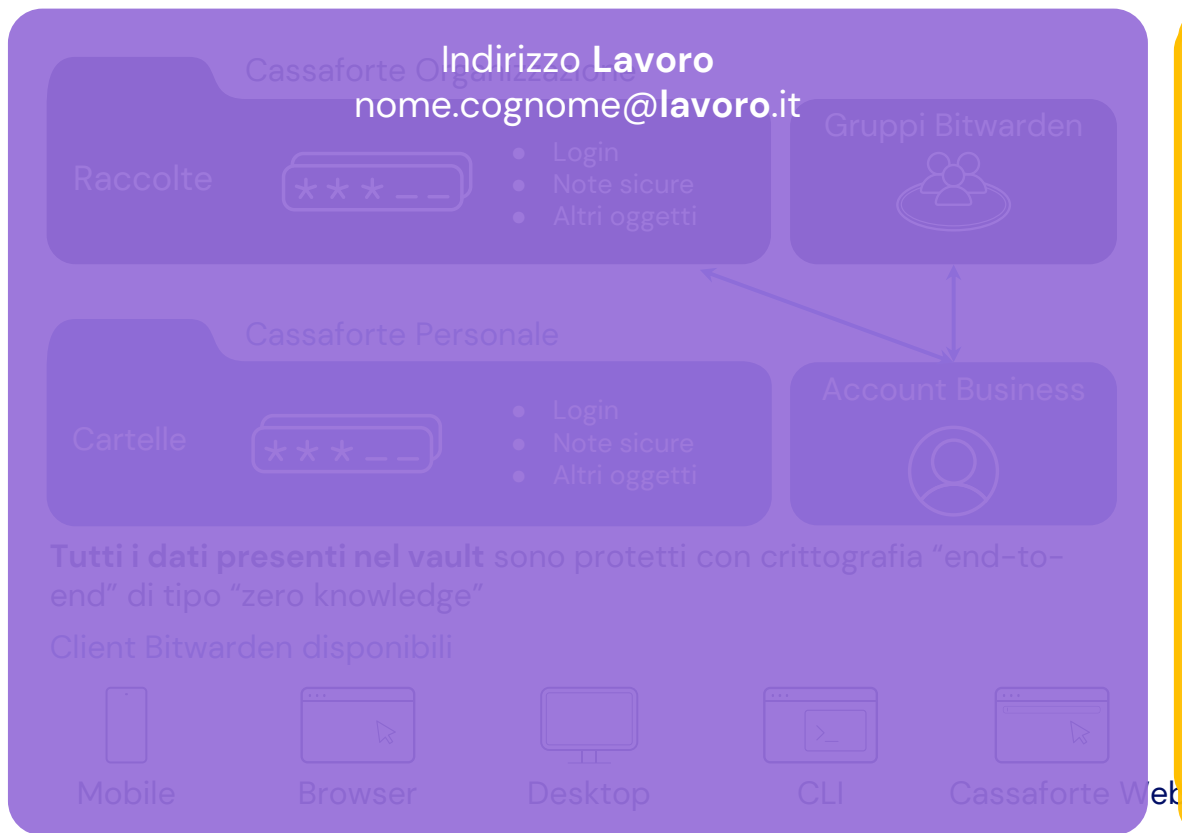 Indirizzo Lavoro
nome.cognome@lavoro.it
Cassaforte Organizzazione
Raccolte
***__
● Login
● Note sicure
● Altri oggetti
Gruppi Bitwarden
Cassaforte Personale
Cartelle
***__
● Login
● Note sicure
● Altri oggetti
Account Business
Tutti i dati presenti nel vault sono protetti con crittografia “end-to-
end” di tipo “zero knowledge”
Client Bitwarden disponibili
>_
Mobile
Browser
Desktop
CLI
Cassaforte Web